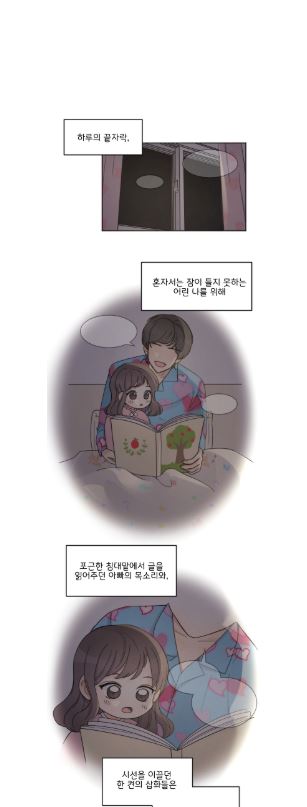 하루의 끝자락,
혼자서는 잠이 들지 못하는
어린 나를 위해
포근한 침대맡에서 글을
읽어주던 아빠의 목소리와,
시선을 이끌던
한 켠의 삽화들은